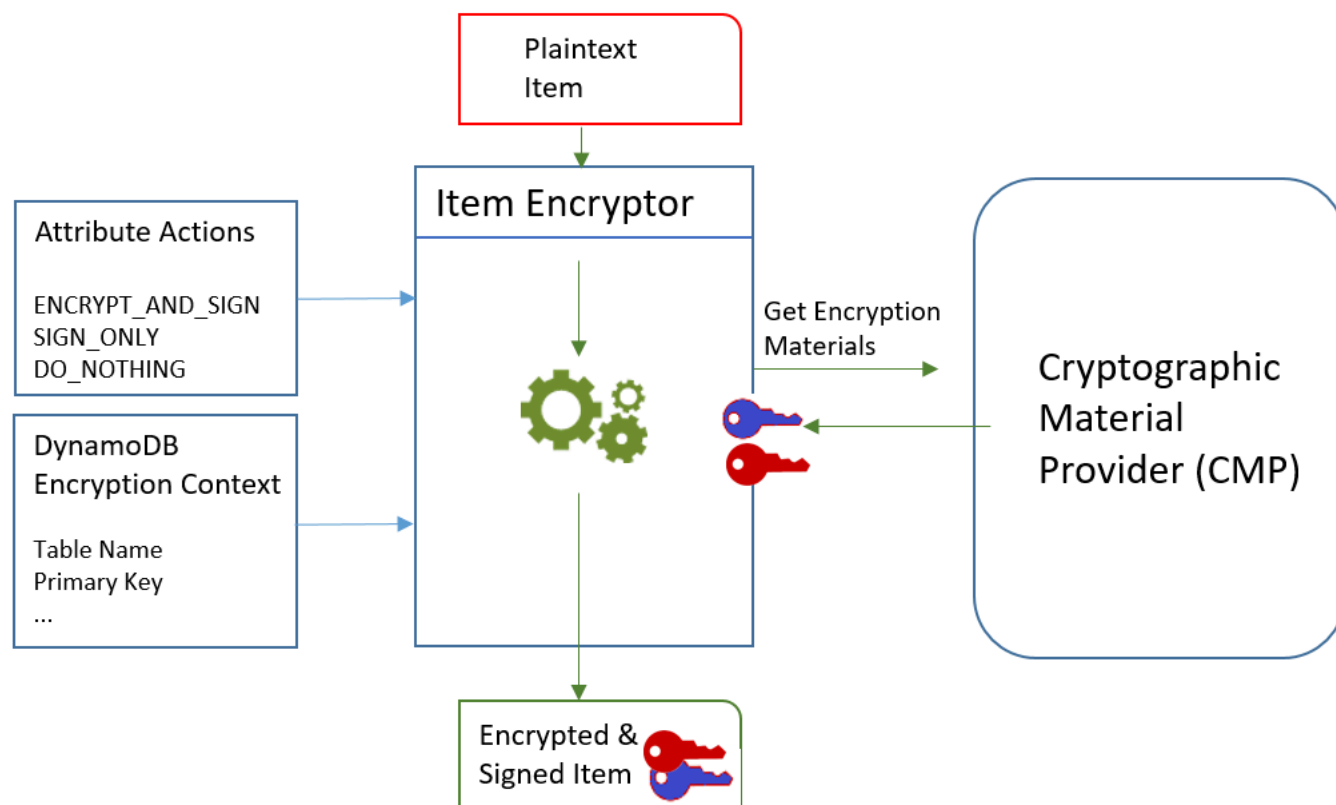 Plaintext
Item
Item Encryptor
Attribute Actions
ENCRYPT_AND_SIGN
SIGN_ONLY
DO_NOTHING
DynamoDB
Encryption Context
Table Name
Primary Key
...
Get Encryption
Materials
Cryptographic
Material
Provider (CMP)
Encrypted &
Signed Item